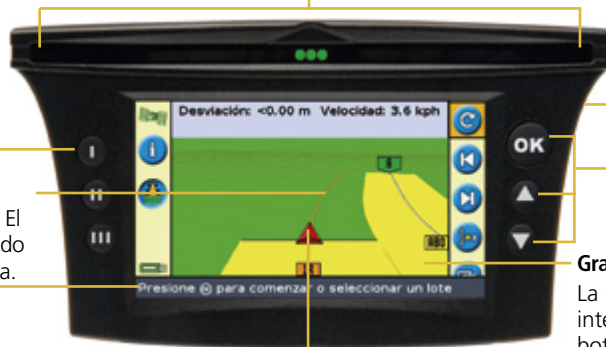 Desviación: <0.00 m Velocidad: 3.6 kph
I
II
III
OK
El
do
a.
Presione para comenzar o seleccionar un lote
Gra
La
inte
bot